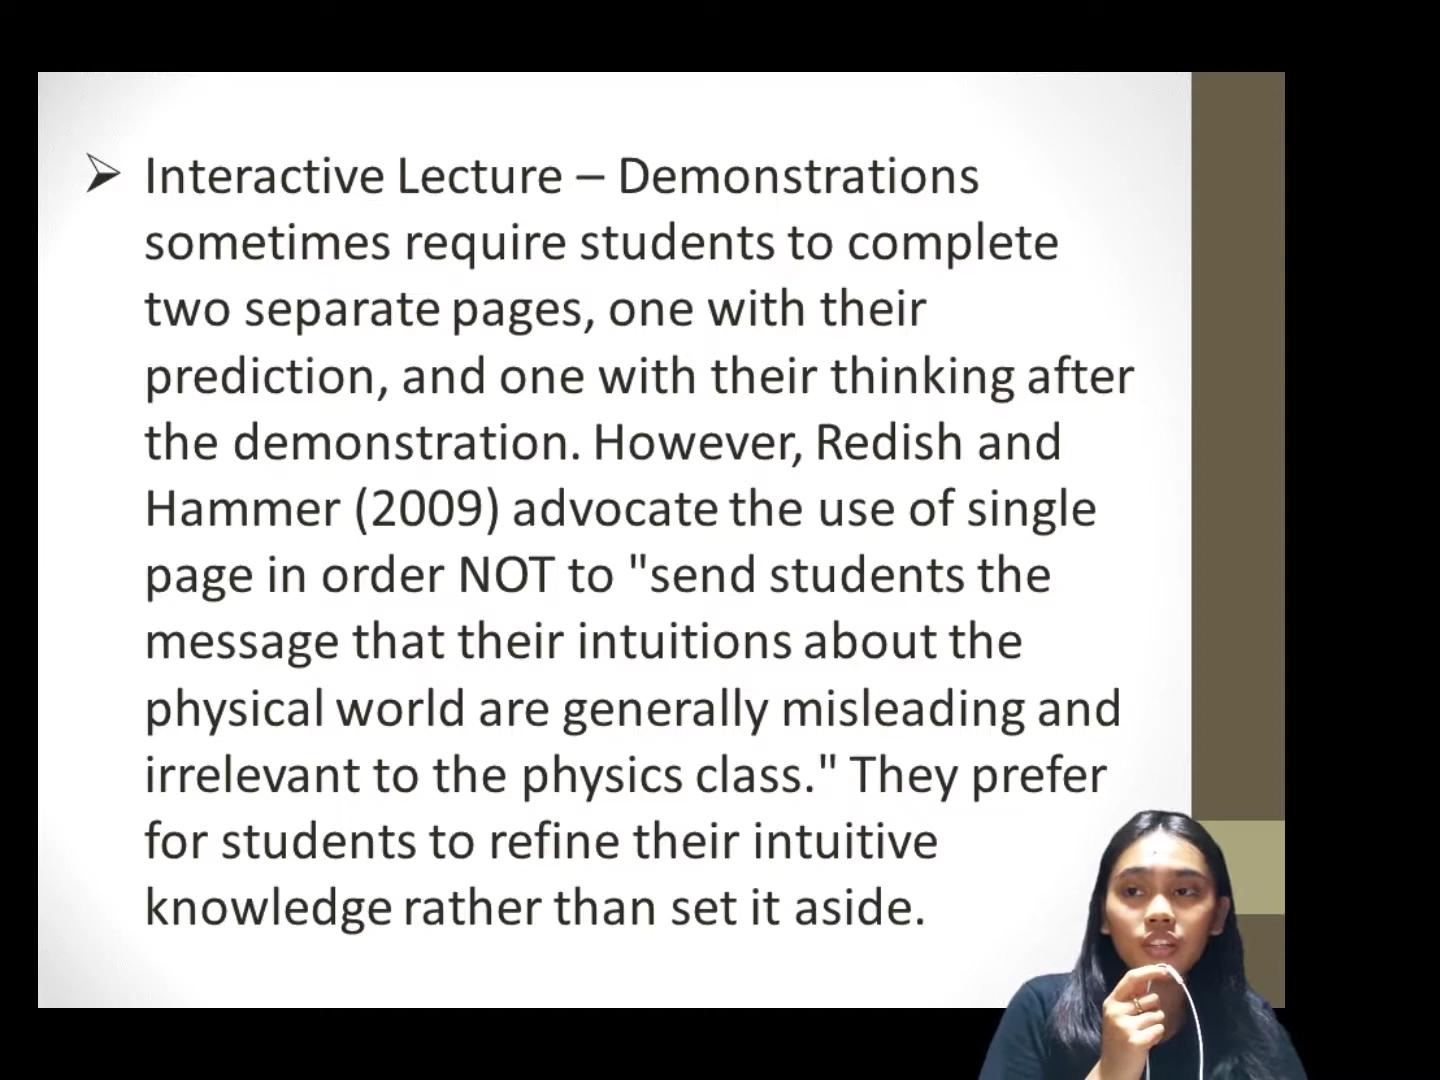 Interactive Lecture – Demonstrations
sometimes require students to complete
two separate pages, one with their
prediction, and one with their thinking after
the demonstration. However, Redish and
Hammer (2009) advocate the use of single
page in order NOT to "send students the
message that their intuitions about the
physical world are generally misleading and
irrelevant to the physics class." They prefer
for students to refine their intuitive
knowledge rather than set it aside.